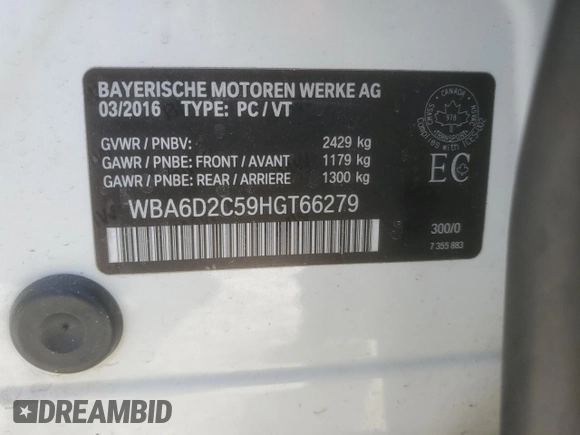 BAYERISCHE MOTOREN WERKE AG
03/2016 TYPE: PC / VT
GVWR / PNBV: 2429 kg
GAWR / PNBE: FRONT / AVANT 1179 kg
GAWR / PNBE: REAR / ARRIERE 1300 kg
CANADA
978
EC
WBA6D2C59HGT66279
300/0
7 355 883
DREAMBID